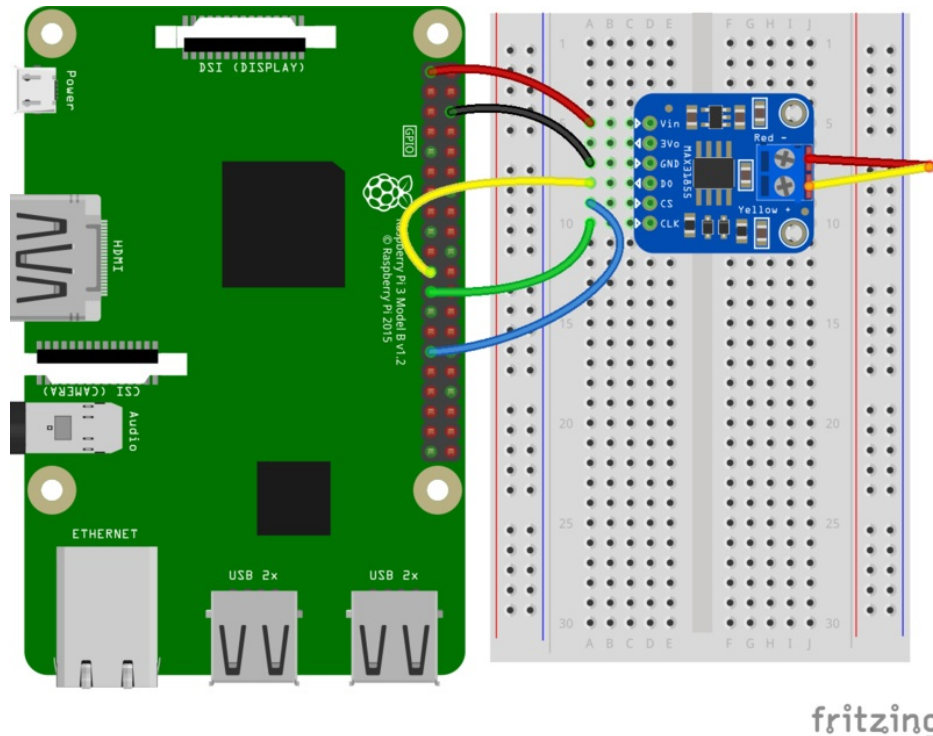 DSI (DISPLAY)
Power
GPIO
Raspberry Pi 3 Model B v1.2
© Raspberry Pi 2015
HDMI
CSI (CAMERA)
Audio
ETHERNET
USB 2x
USB 2x
A B C D E
F G H I J
1
1
5
5
10
10
15
15
20
20
25
25
30
30
A B C D E
F G H I J
Vin
3Vo
GND
DO
CS
CLK
MAX31855
Red -
Yellow +
fritzing